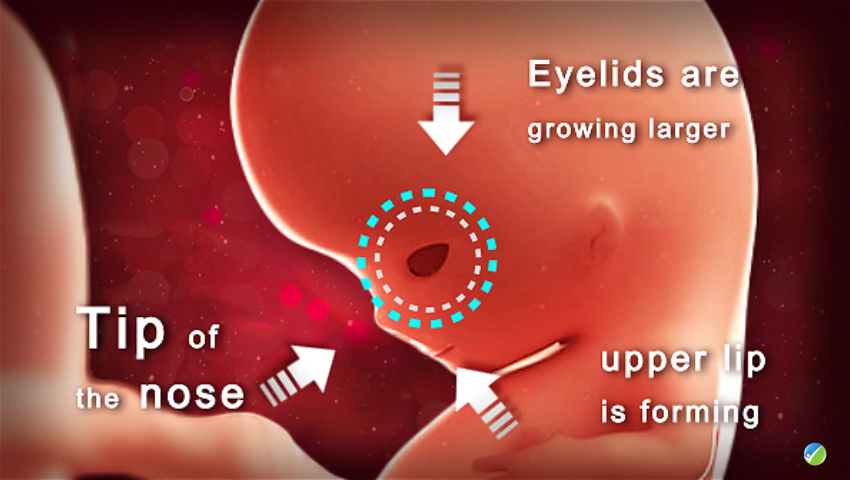 Eyelids are
growing larger
Tip of
the nose
upper lip
is forming